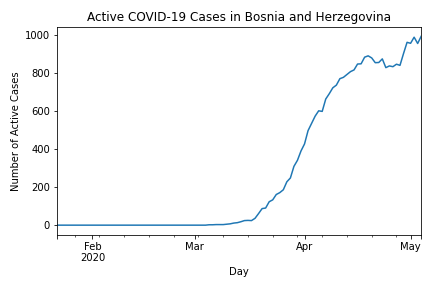 Active COVID-19 Cases in Bosnia and Herzegovina
Number of Active Cases
1000
800
600
400
200
0
Feb
2020
Mar
Apr
May
Day